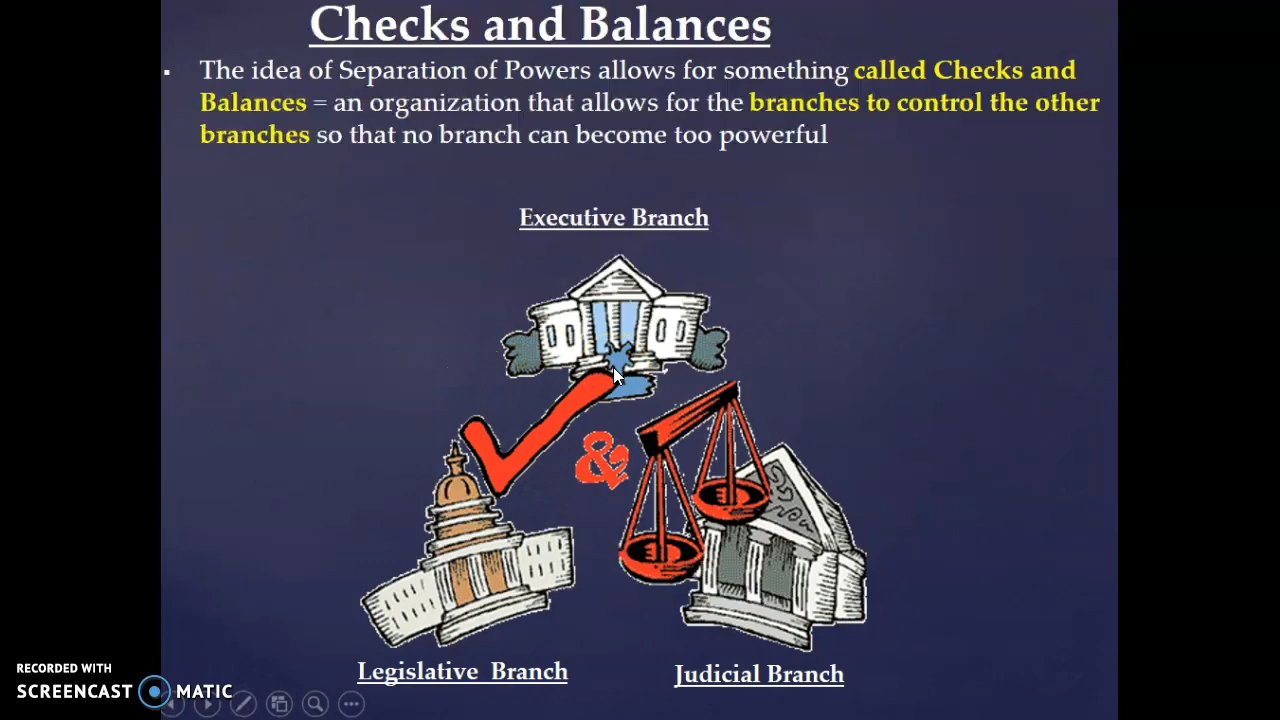 Checks and Balances
▪ The idea of Separation of Powers allows for something called Checks and
Balances = an organization that allows for the branches to control the other
branches so that no branch can become too powerful
Executive Branch
&
Legislative Branch
Judicial Branch
RECORDED WITH
SCREENCAST MATIC